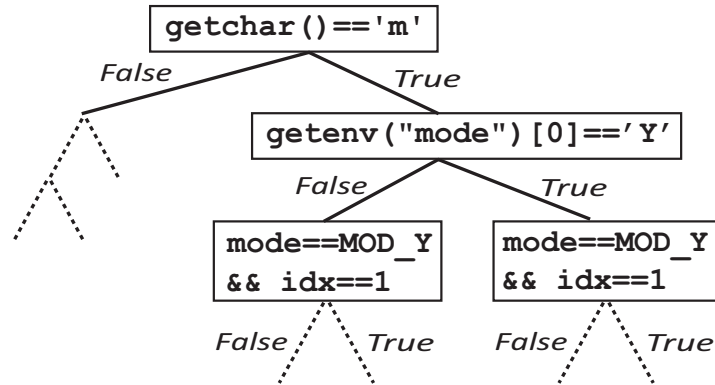 getchar()=='m'
False
True
getenv("mode")[0]=='Y'
False
True
mode==MOD_Y
&& idx==1
mode==MOD_Y
&& idx==1
False
True
False
True